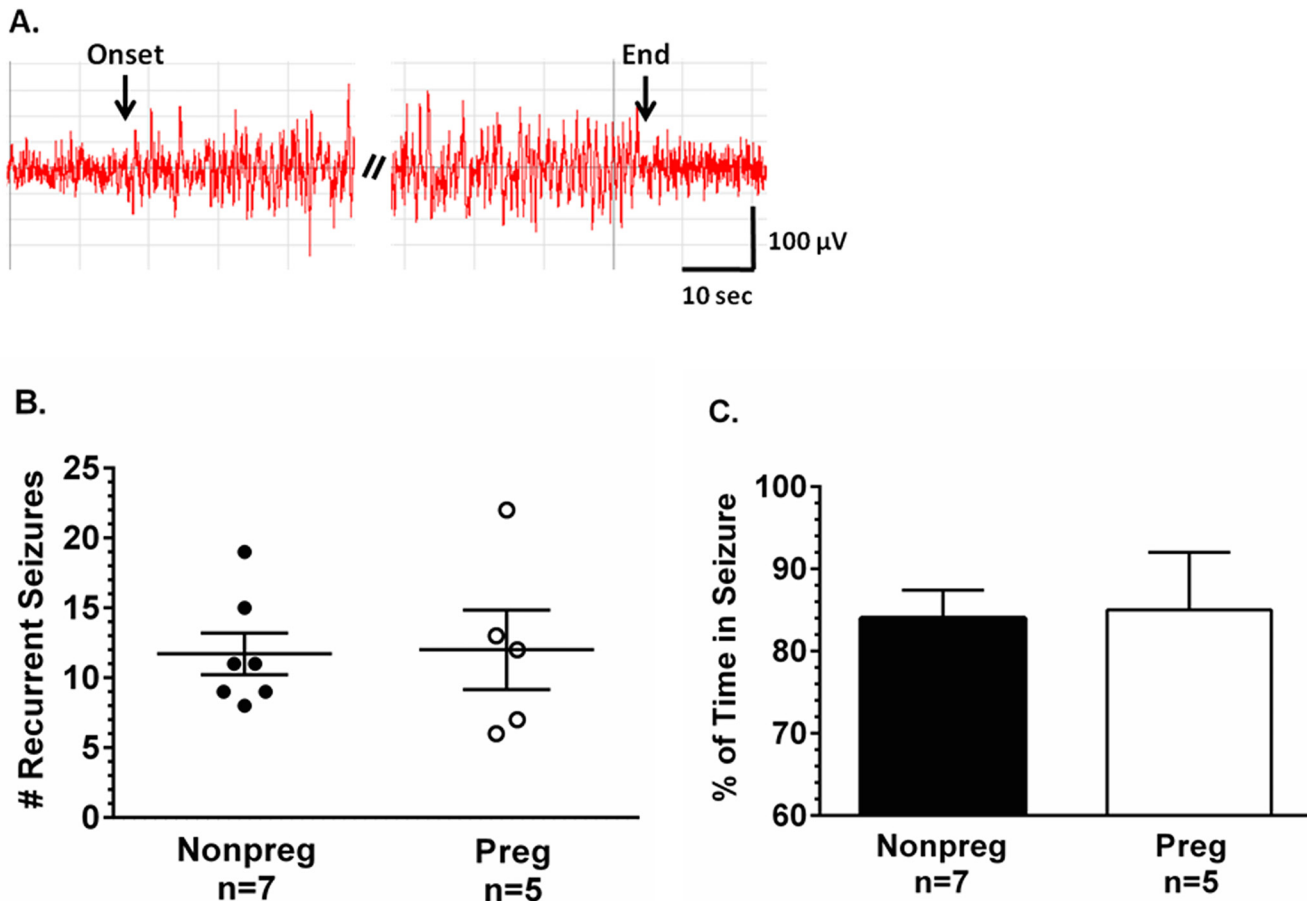 A.
Onset
End
//
100 µV
10 sec
B.
# Recurrent Seizures
25
20
15
10
5
0
Nonpreg
n=7
Preg
n=5
C.
% of Time in Seizure
100
90
80
70
60
Nonpreg
n=7
Preg
n=5